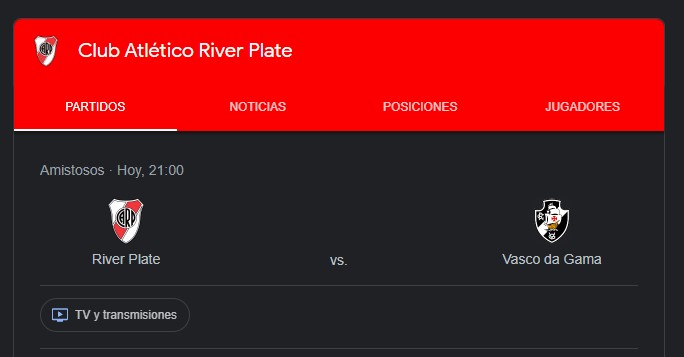 Club Atlético River Plate
PARTIDOS NOTICIAS POSICIONES JUGADORES
Amistosos · Hoy, 21:00
River Plate vs. Vasco da Gama
TV y transmisiones